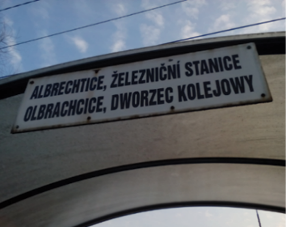 ALBRECHTICE, ŽELEZNIČNÍ STANICE
OLBRACHCICE, DWORZEC KOLEJOWY